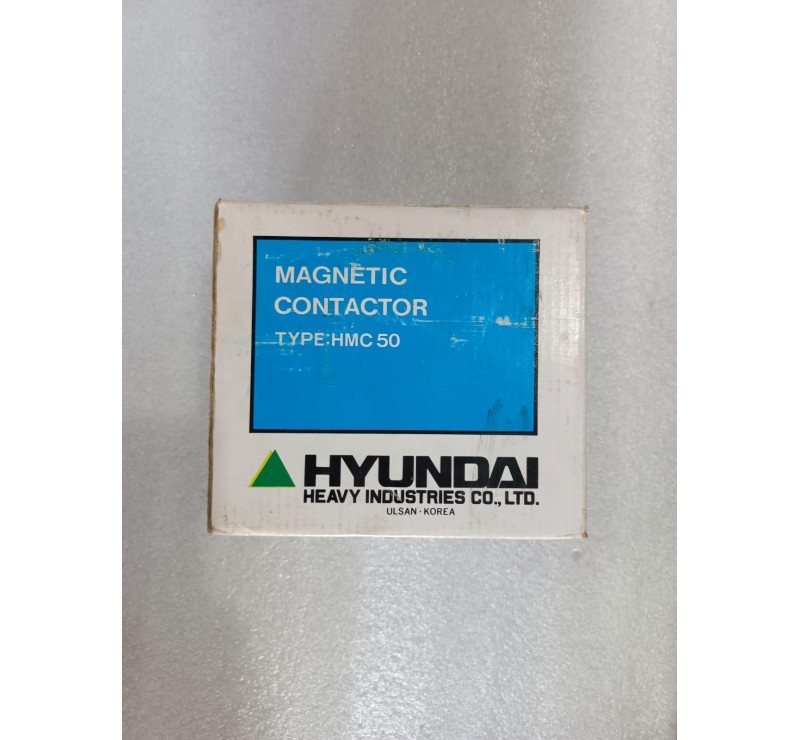 MAGNETIC
CONTACTOR
TYPE:HMC 50
HYUNDAI
HEAVY INDUSTRIES CO., LTD.
ULSAN · KOREA